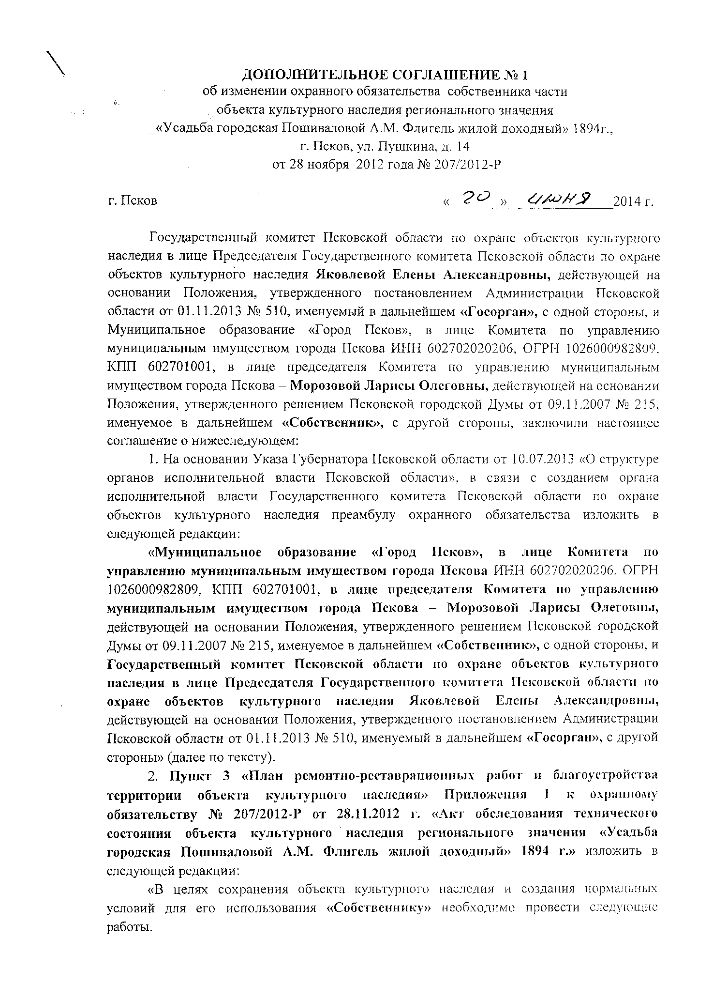 ДОПОЛНИТЕЛЬНОЕ СОГЛАШЕНИЕ № 1
об изменении охранного обязательства собственника части
объекта культурного наследия регионального значения
«Усадьба городская Пошиваловой А.М. Флигель жилой доходный» 1894г.,
г. Псков, ул. Пушкина, д. 14
от 28 ноября 2012 года № 207/2012-Р
г. Псков «20» июня 2014 г.
Государственный комитет Псковской области по охране объектов культурного
наследия в лице Председателя Государственного комитета Псковской области по охране
объектов культурного наследия Яковлевой Елены Александровны, действующей на
основании Положения, утвержденного постановлением Администрации Псковской
области от 01.11.2013 № 510, именуемый в дальнейшем «Госорган», с одной стороны, и
Муниципальное образование «Город Псков», в лице Комитета по управлению
муниципальным имуществом города Пскова ИНН 602702020206, ОГРН 1026000982809,
КПП 602701001, в лице председателя Комитета по управлению муниципальным
имуществом города Пскова – Морозовой Ларисы Олеговны, действующей на основании
Положения, утвержденного решением Псковской городской Думы от 09.11.2007 № 215,
именуемое в дальнейшем «Собственник», с другой стороны, заключили настоящее
соглашение о нижеследующем:
1. На основании Указа Губернатора Псковской области от 10.07.2013 «О структуре
органов исполнительной власти Псковской области», в связи с созданием органа
исполнительной власти Государственного комитета Псковской области по охране
объектов культурного наследия преамбулу охранного обязательства изложить в
следующей редакции:
«Муниципальное образование «Город Псков», в лице Комитета по
управлению муниципальным имуществом города Пскова ИНН 602702020206, ОГРН
1026000982809, КПП 602701001, в лице председателя Комитета по управлению
муниципальным имуществом города Пскова – Морозовой Ларисы Олеговны,
действующей на основании Положения, утвержденного решением Псковской городской
Думы от 09.11.2007 № 215, именуемое в дальнейшем «Собственник», с одной стороны, и
Государственный комитет Псковской области по охране объектов культурного
наследия в лице Председателя Государственного комитета Псковской области по
охране объектов культурного наследия Яковлевой Елены Александровны,
действующей на основании Положения, утвержденного постановлением Администрации
Псковской области от 01.11.2013 № 510, именуемый в дальнейшем «Госорган», с другой
стороны» (далее по тексту).
2. Пункт 3 «План ремонтно-реставрационных работ и благоустройства
территории объекта культурного наследия» Приложения 1 к охранному
обязательству № 207/2012-Р от 28.11.2012 г. «Акт обследования технического
состояния объекта культурного наследия регионального значения «Усадьба
городская Пошиваловой А.М. Флигель жилой доходный» 1894 г.» изложить в
следующей редакции:
«В целях сохранения объекта культурного наследия и создания нормальных
условий для его использования «Собственнику» необходимо провести следующие
работы.